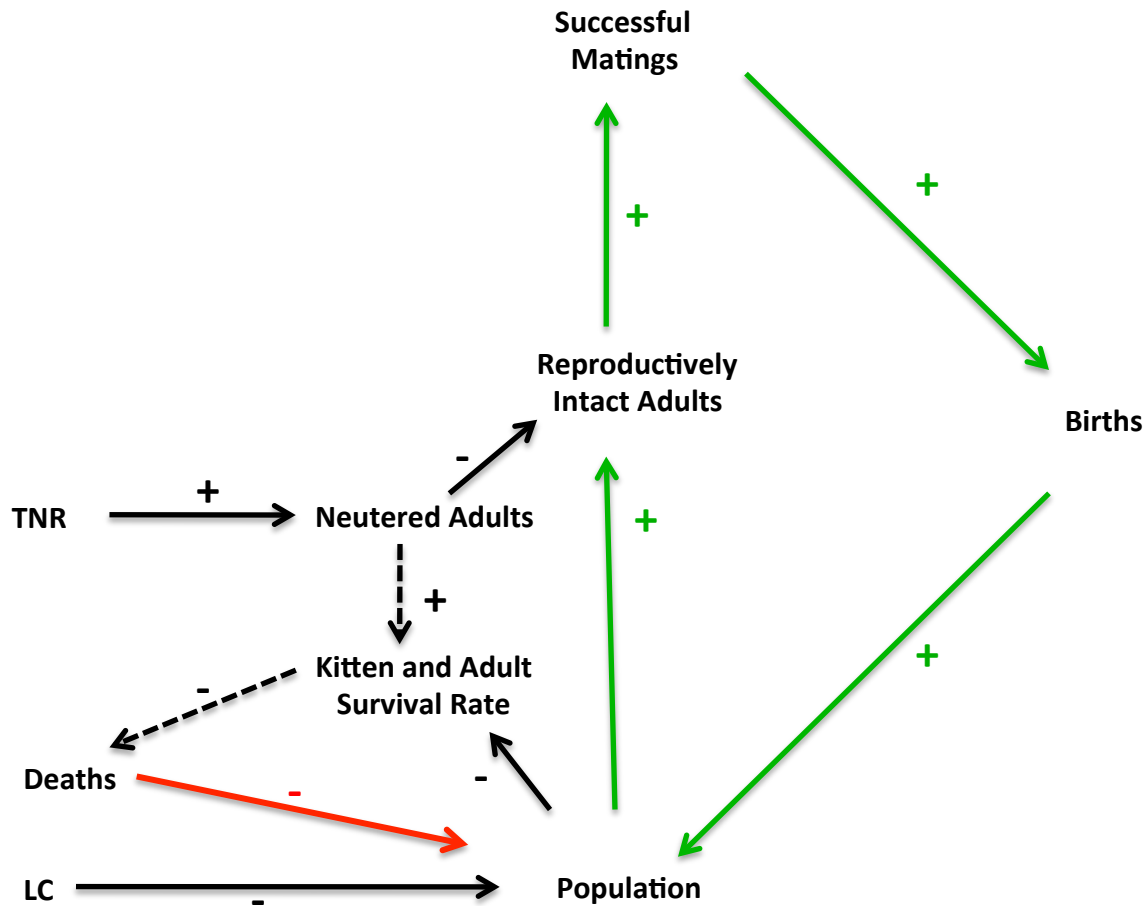 Successful
Matings
+
+
Reproductively
Intact Adults
Births
-
+
TNR
Neutered Adults
+
+
Kitten and Adult
Survival Rate
+
-
-
Deaths
-
LC
-
Population